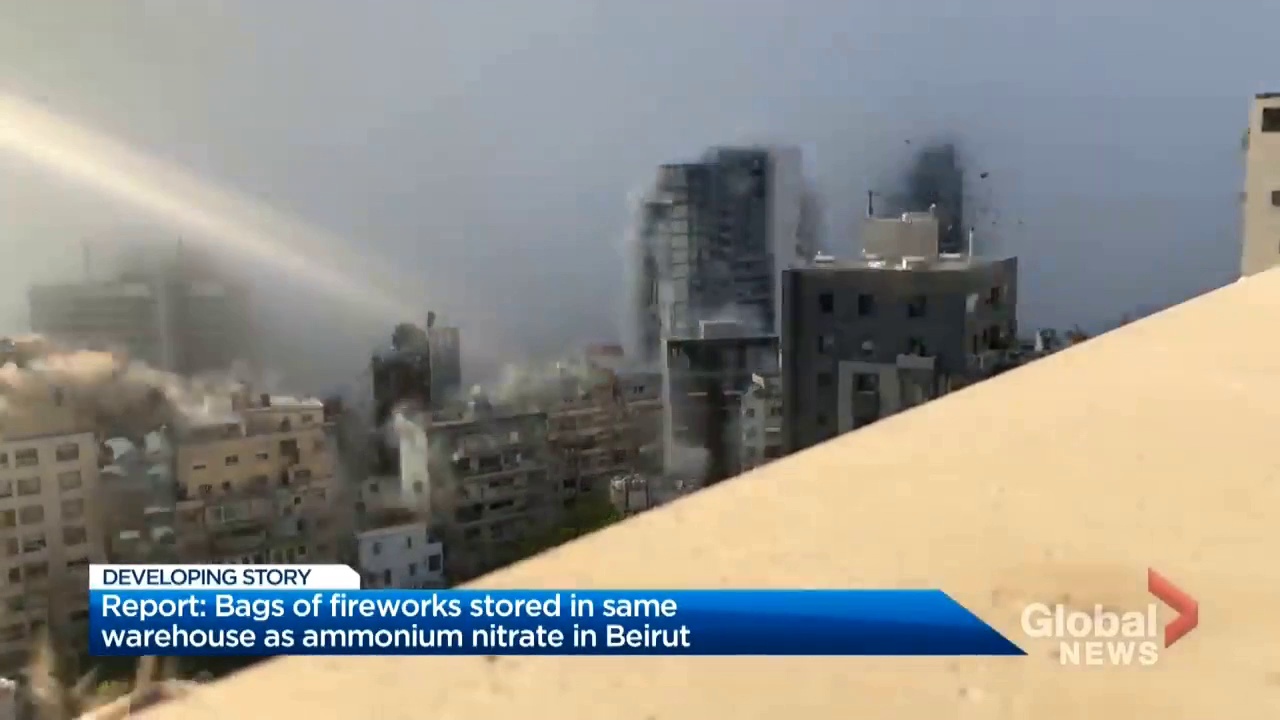 DEVELOPING STORY
Report: Bags of fireworks stored in same
warehouse as ammonium nitrate in Beirut
Global
NEWS